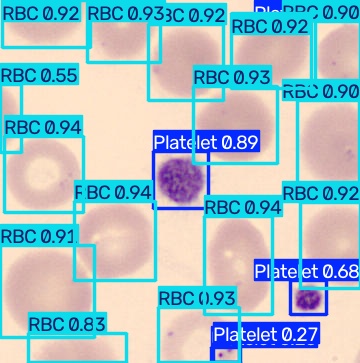 RBC 0.92
RBC 0.93
BC 0.92
RBC 0.90
RBC 0.92
RBC 0.55
RBC 0.93
RBC 0.90
RBC 0.94
Platelet 0.89
RBC 0.94
RBC 0.92
RBC 0.94
RBC 0.91
Platelet 0.68
RBC 0.93
RBC 0.83
Platelet 0.27